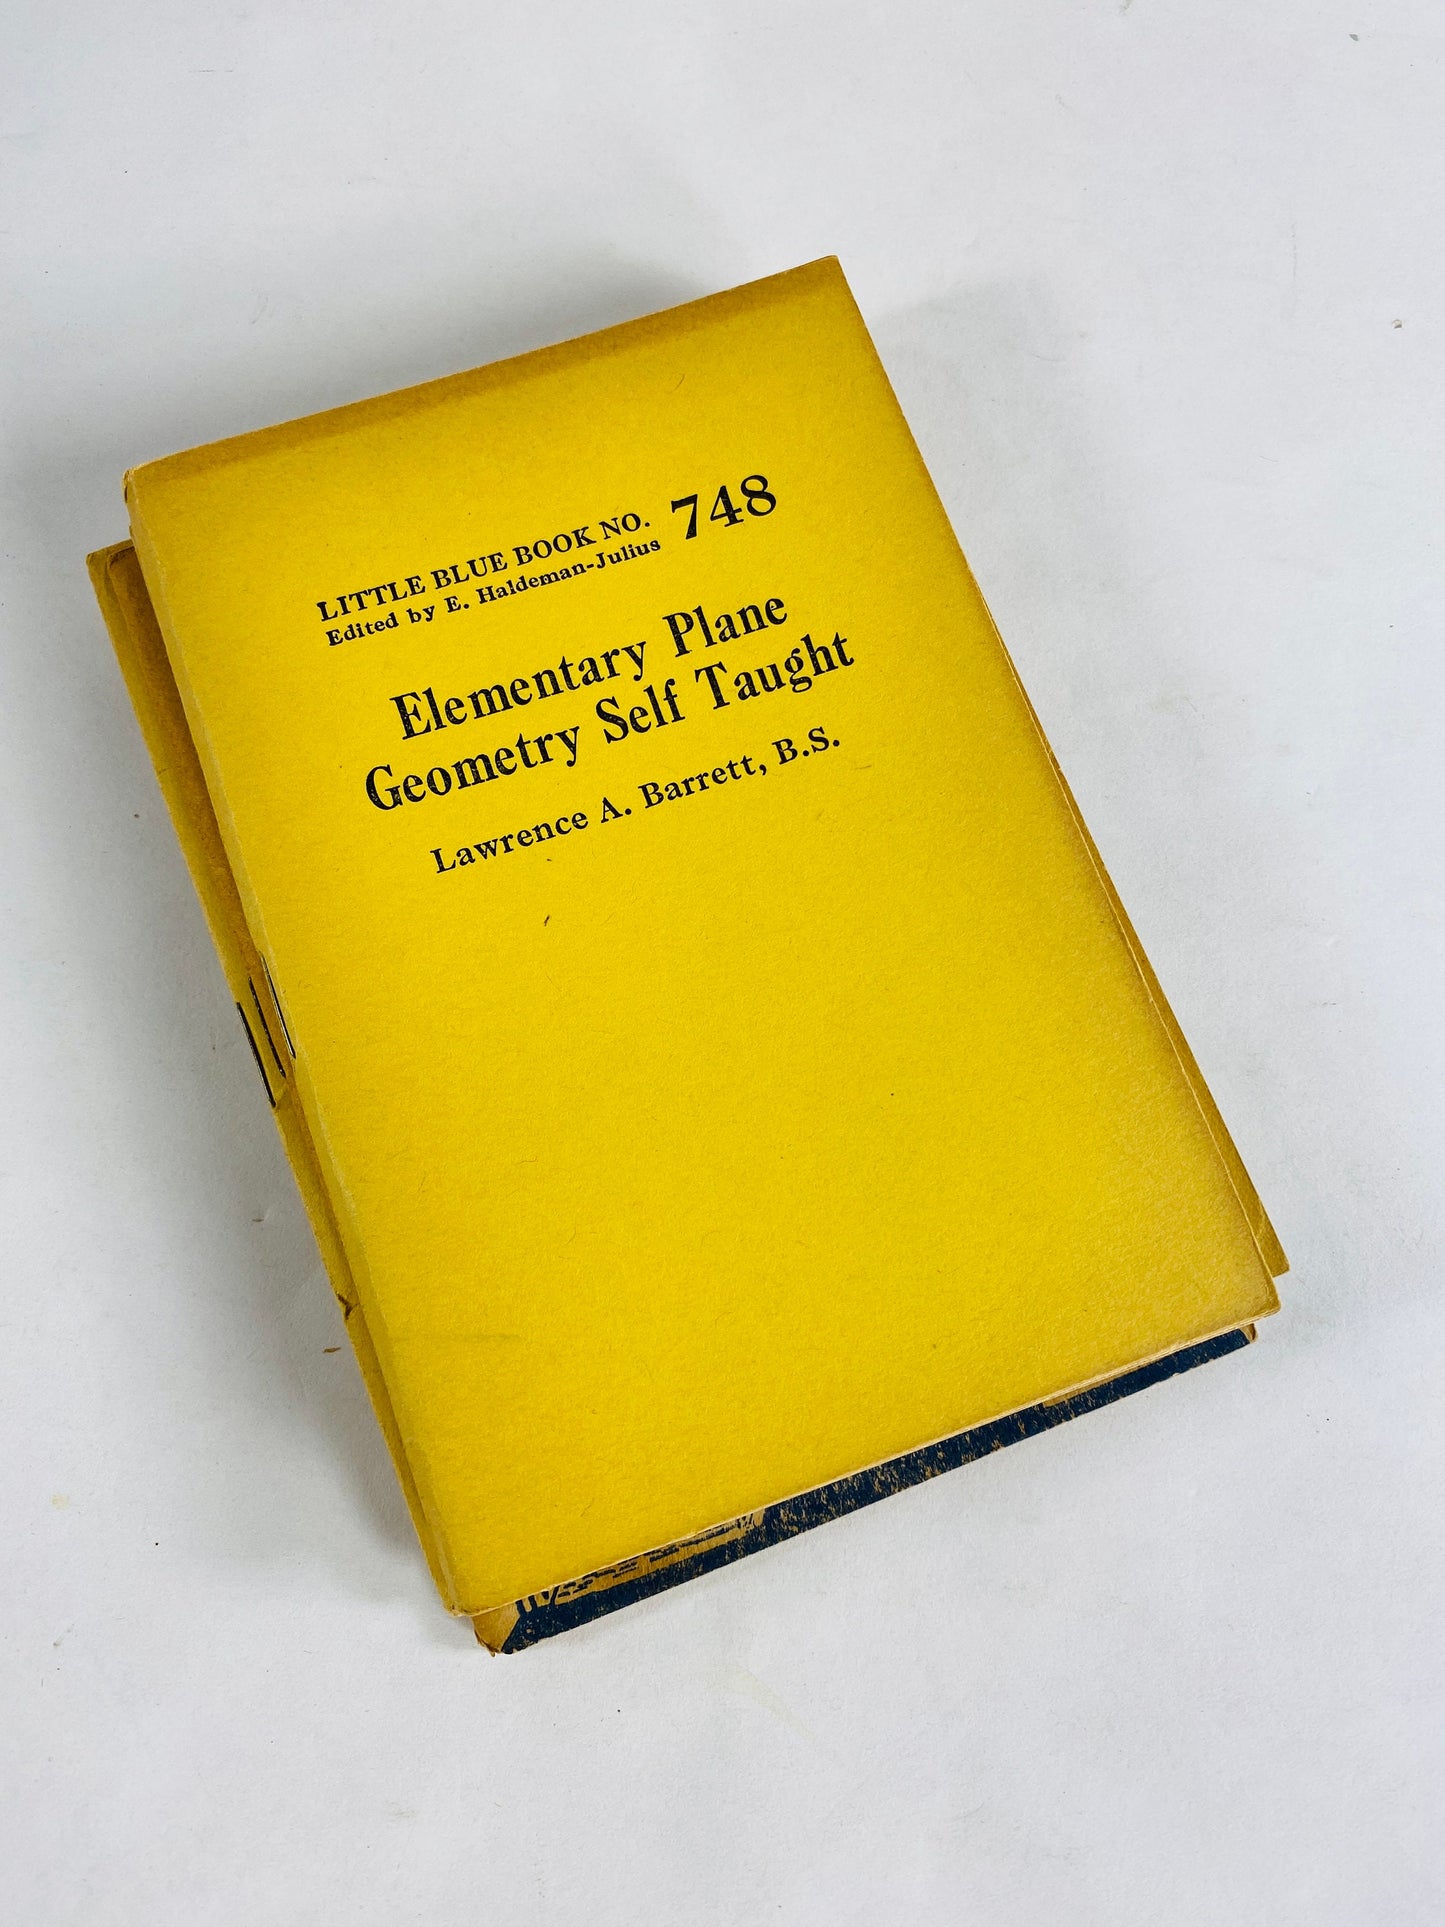 LITTLE BLUE BOOK NO. 748
Edited by E. Haldeman-Julius
Elementary Plane
Geometry Self Taught
Lawrence A. Barrett, B.S.